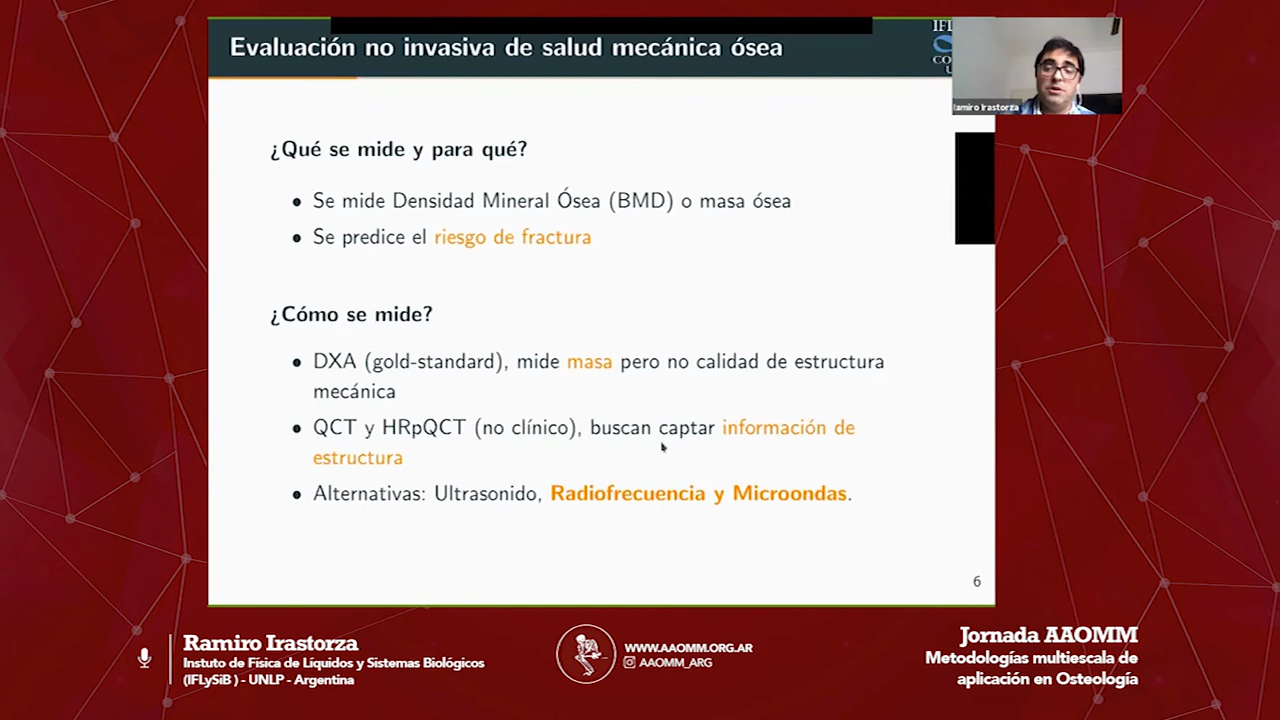 Evaluación no invasiva de salud mecánica ósea
Ramiro Irastorza
¿Qué se mide y para qué?
• Se mide Densidad Mineral Ósea (BMD) o masa ósea
• Se predice el riesgo de fractura
¿Cómo se mide?
• DXA (gold-standard), mide masa pero no calidad de estructura
mecánica
• QCT y HRpQCT (no clínico), buscan captar información de
estructura
• Alternativas: Ultrasonido, Radiofrecuencia y Microondas.
6
Ramiro Irastorza
Instuto de Física de Líquidos y Sistemas Biológicos
(IFLySiB ) - UNLP - Argentina
WWW.AAOMM.ORG.AR
AAOMM_ARG
Jornada AAOMM
Metodologías multiescala de
aplicación en Osteología